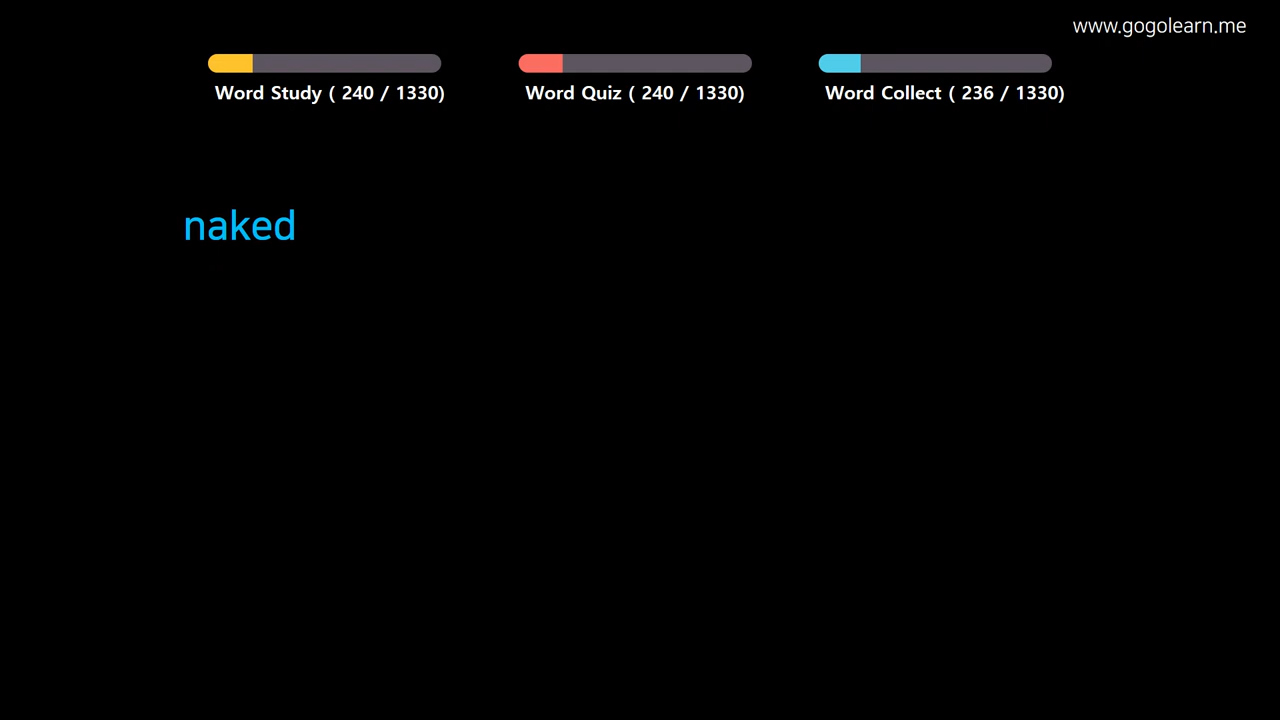 www.gogolearn.me
Word Study ( 240 / 1330)
Word Quiz ( 240 / 1330)
Word Collect ( 236 / 1330)
naked